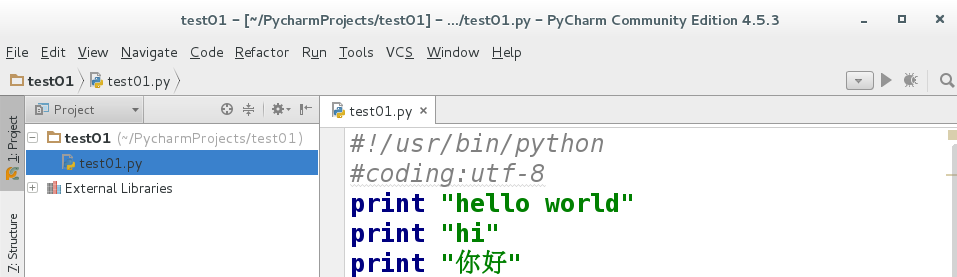 test01 – [~/PycharmProjects/test01] – .../test01.py – PyCharm Community Edition 4.5.3
File Edit View Navigate Code Refactor Run Tools VCS Window Help
test01 test01.py
1: Project
Project
test01 (~/PycharmProjects/test01)
test01.py
External Libraries
Z: Structure
test01.py
#!/usr/bin/python
#coding:utf-8
print "hello world"
print "hi"
print "你好"